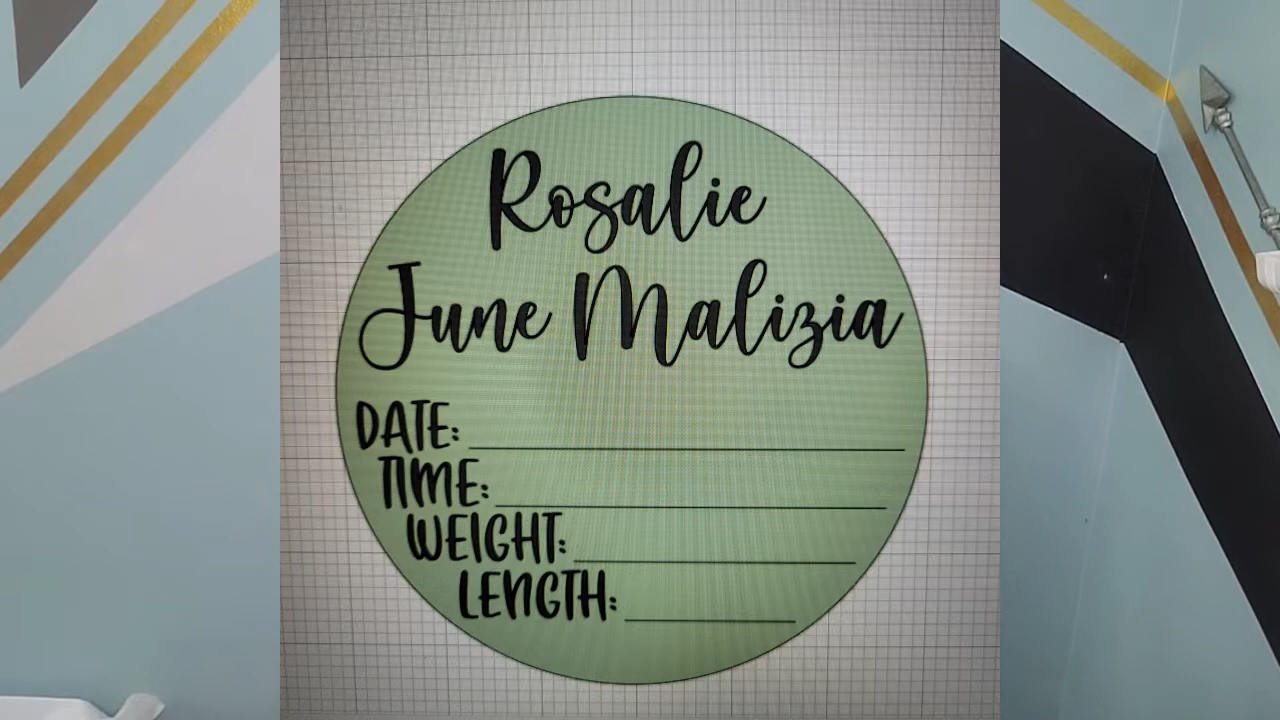 Rosalie
June Malizia
DATE:
TIME:
WEIGHT:
LENGTH: